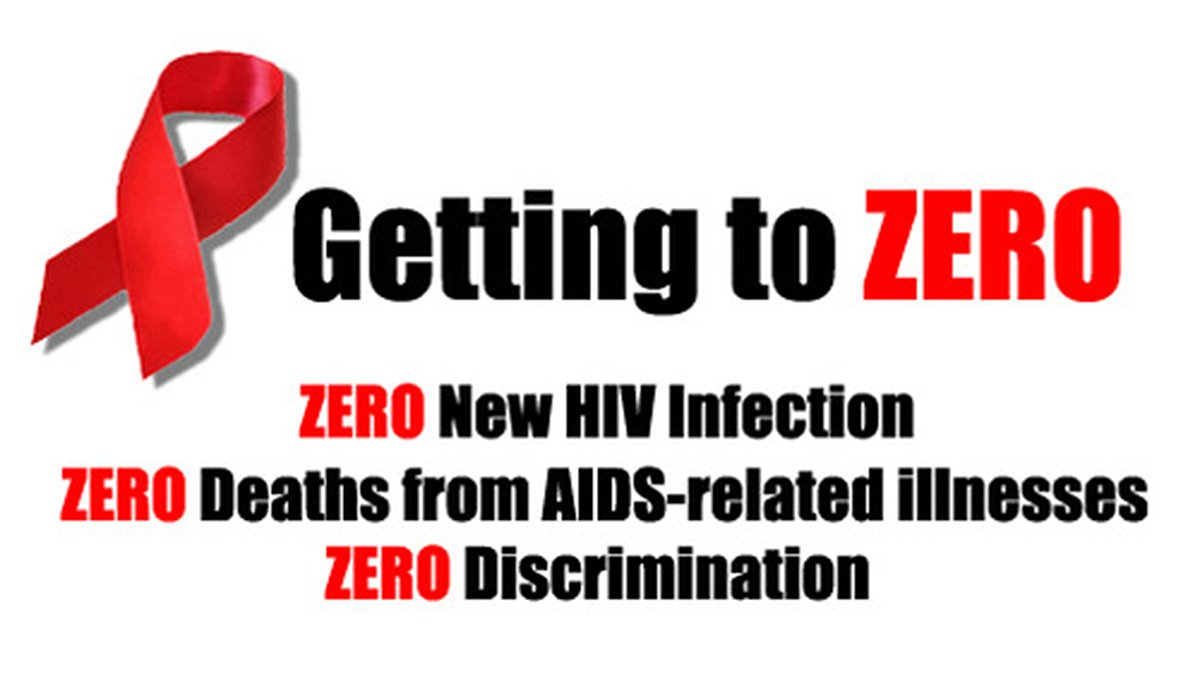 Getting to ZERO
ZERO New HIV Infection
ZERO Deaths from AIDS-related illnesses
ZERO Discrimination